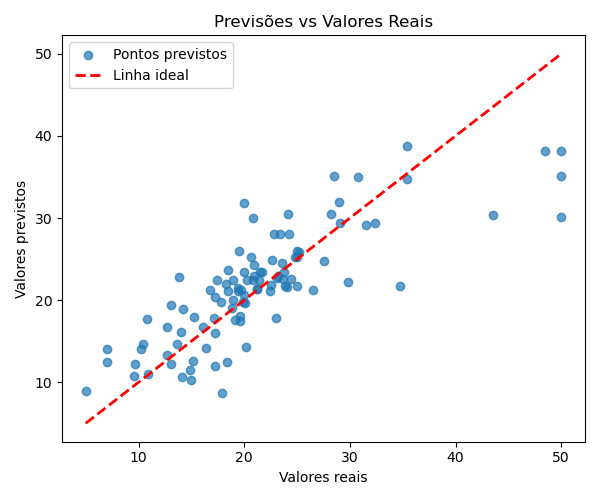 Previsões vs Valores Reais
Pontos previstos
Linha ideal
Valores previstos
50
40
30
20
10
10 20 30 40 50
Valores reais